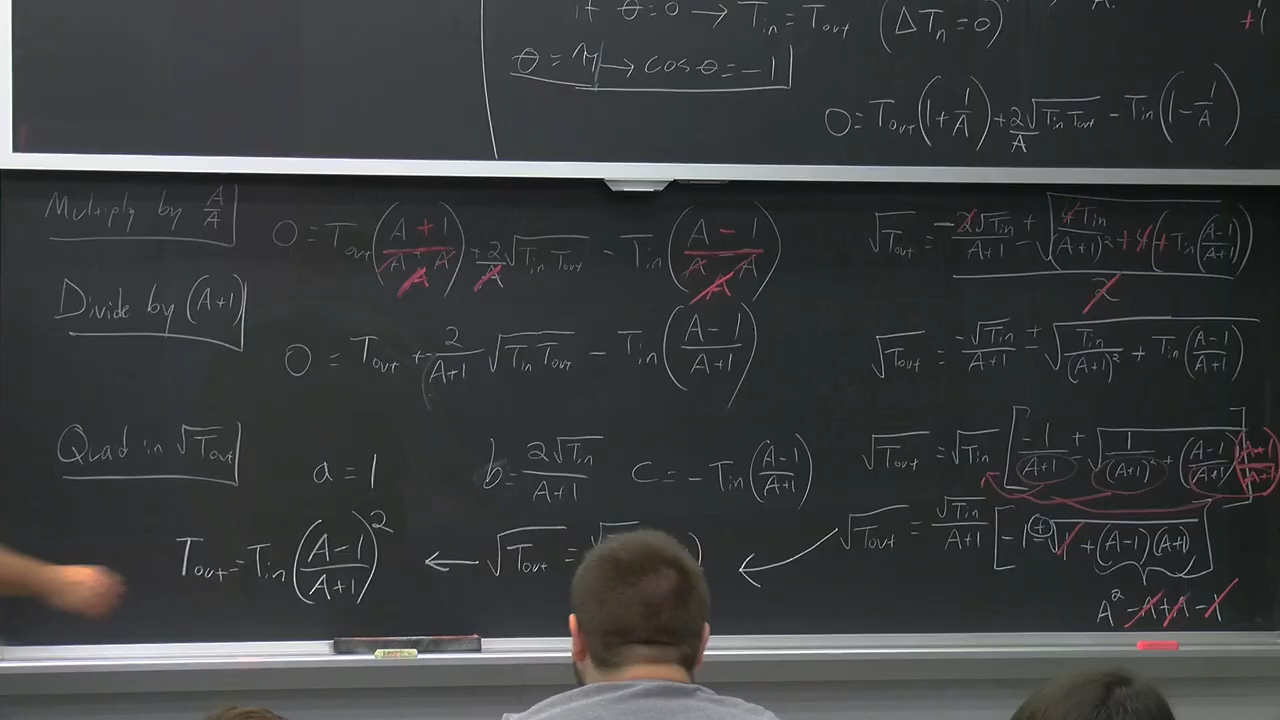 if θ=0 → T_in = T_out (ΔT_n = 0) A.
θ = π → cos θ = -1
0 = T_out (1 + 1/A) + 2/A √(T_in T_out) - T_in (1 - 1/A)
Multiply by A/A
0 = T_out ((A + 1)/(A + A)) + 2/A √(T_in T_out) - T_in ((A - 1)/(A A))
Divide by (A+1)
0 = T_out + 2/(A+1) √(T_in T_out) - T_in ((A-1)/(A+1))
Quad in √T_out
a = 1
b = 2√T_in/(A+1)
c = -T_in ((A-1)/(A+1))
√T_out = (-2√T_in/(A+1) ± √(4T_in/(A+1)² + 4(+T_in ((A-1)/(A+1)))))/2
√T_out = -√T_in/(A+1) ± √(T_in/(A+1)² + T_in ((A-1)/(A+1)))
√T_out = √T_in [-1/(A+1) ± √(1/(A+1)² + ((A-1)/(A+1)) ((A+1)/(A+1)))]
√T_out = √T_in/(A+1) [-1 + √(1 + (A-1)(A+1))]
A² - A + A - 1
← √T_out = √ ) ←
T_out = T_in ((A-1)/(A+1))²